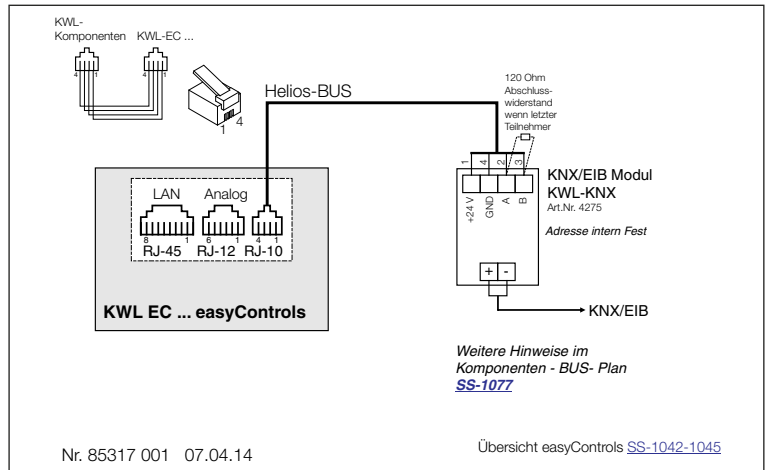 KWL-
Komponenten KWL-EC ...
4 1 4 1
1 4
Helios-BUS
120 Ohm
Abschluss-
widerstand
wenn letzter
Teilnehmer
LAN Analog
8 1 6 1 4 1
RJ-45 RJ-12 RJ-10
KWL EC ... easyControls
1 4 2 3
+24 V GND A B
KNX/EIB Modul
KWL-KNX
Art.Nr. 4275
Adresse intern Fest
+ -
KNX/EIB
Weitere Hinweise im
Komponenten - BUS- Plan
SS-1077
Nr. 85317 001 07.04.14
Übersicht easyControls SS-1042-1045